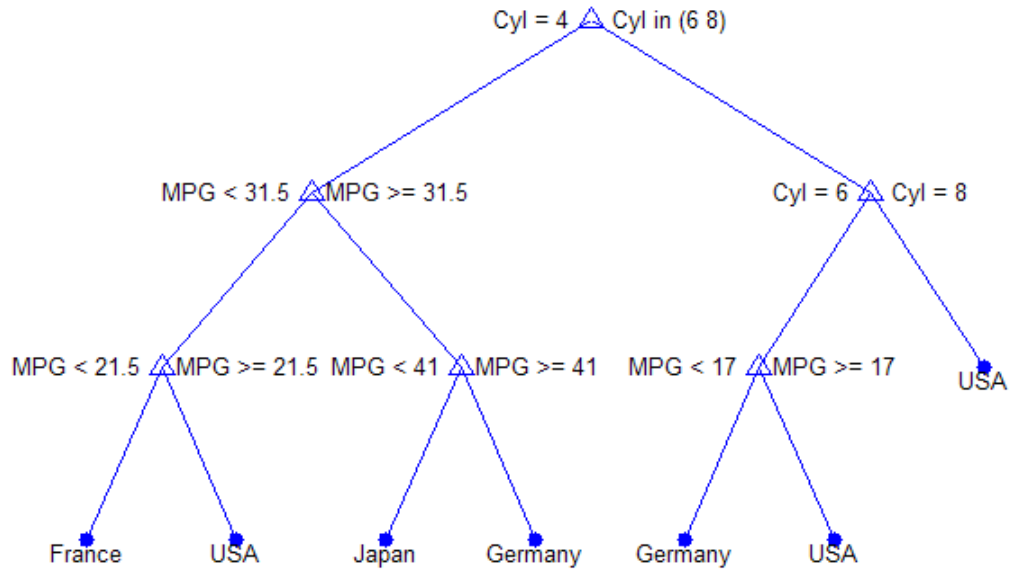 Cyl = 4 Cyl in (6 8)
MPG < 31.5 MPG >= 31.5 Cyl = 6 Cyl = 8
MPG < 21.5 MPG >= 21.5 MPG < 41 MPG >= 41 MPG < 17 MPG >= 17 USA
France USA Japan Germany Germany USA